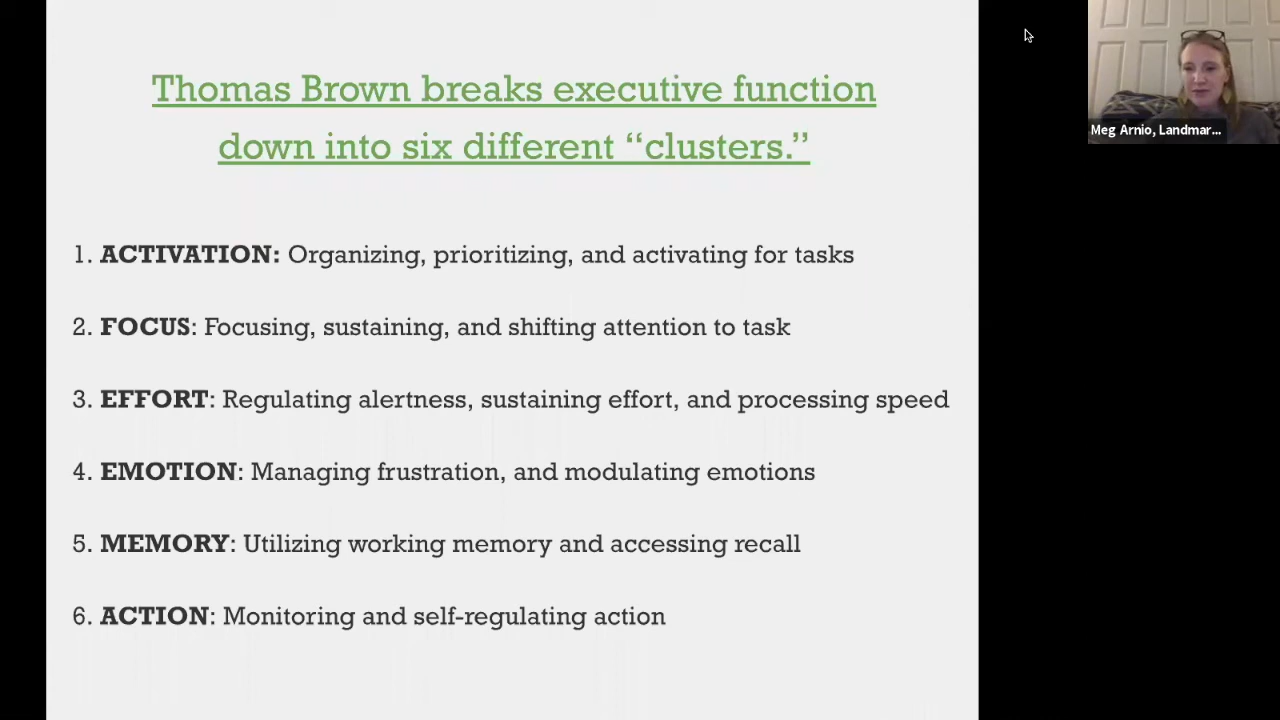 Thomas Brown breaks executive function
down into six different “clusters.”
1. ACTIVATION: Organizing, prioritizing, and activating for tasks
2. FOCUS: Focusing, sustaining, and shifting attention to task
3. EFFORT: Regulating alertness, sustaining effort, and processing speed
4. EMOTION: Managing frustration, and modulating emotions
5. MEMORY: Utilizing working memory and accessing recall
6. ACTION: Monitoring and self-regulating action
Meg Arnio, Landmar...